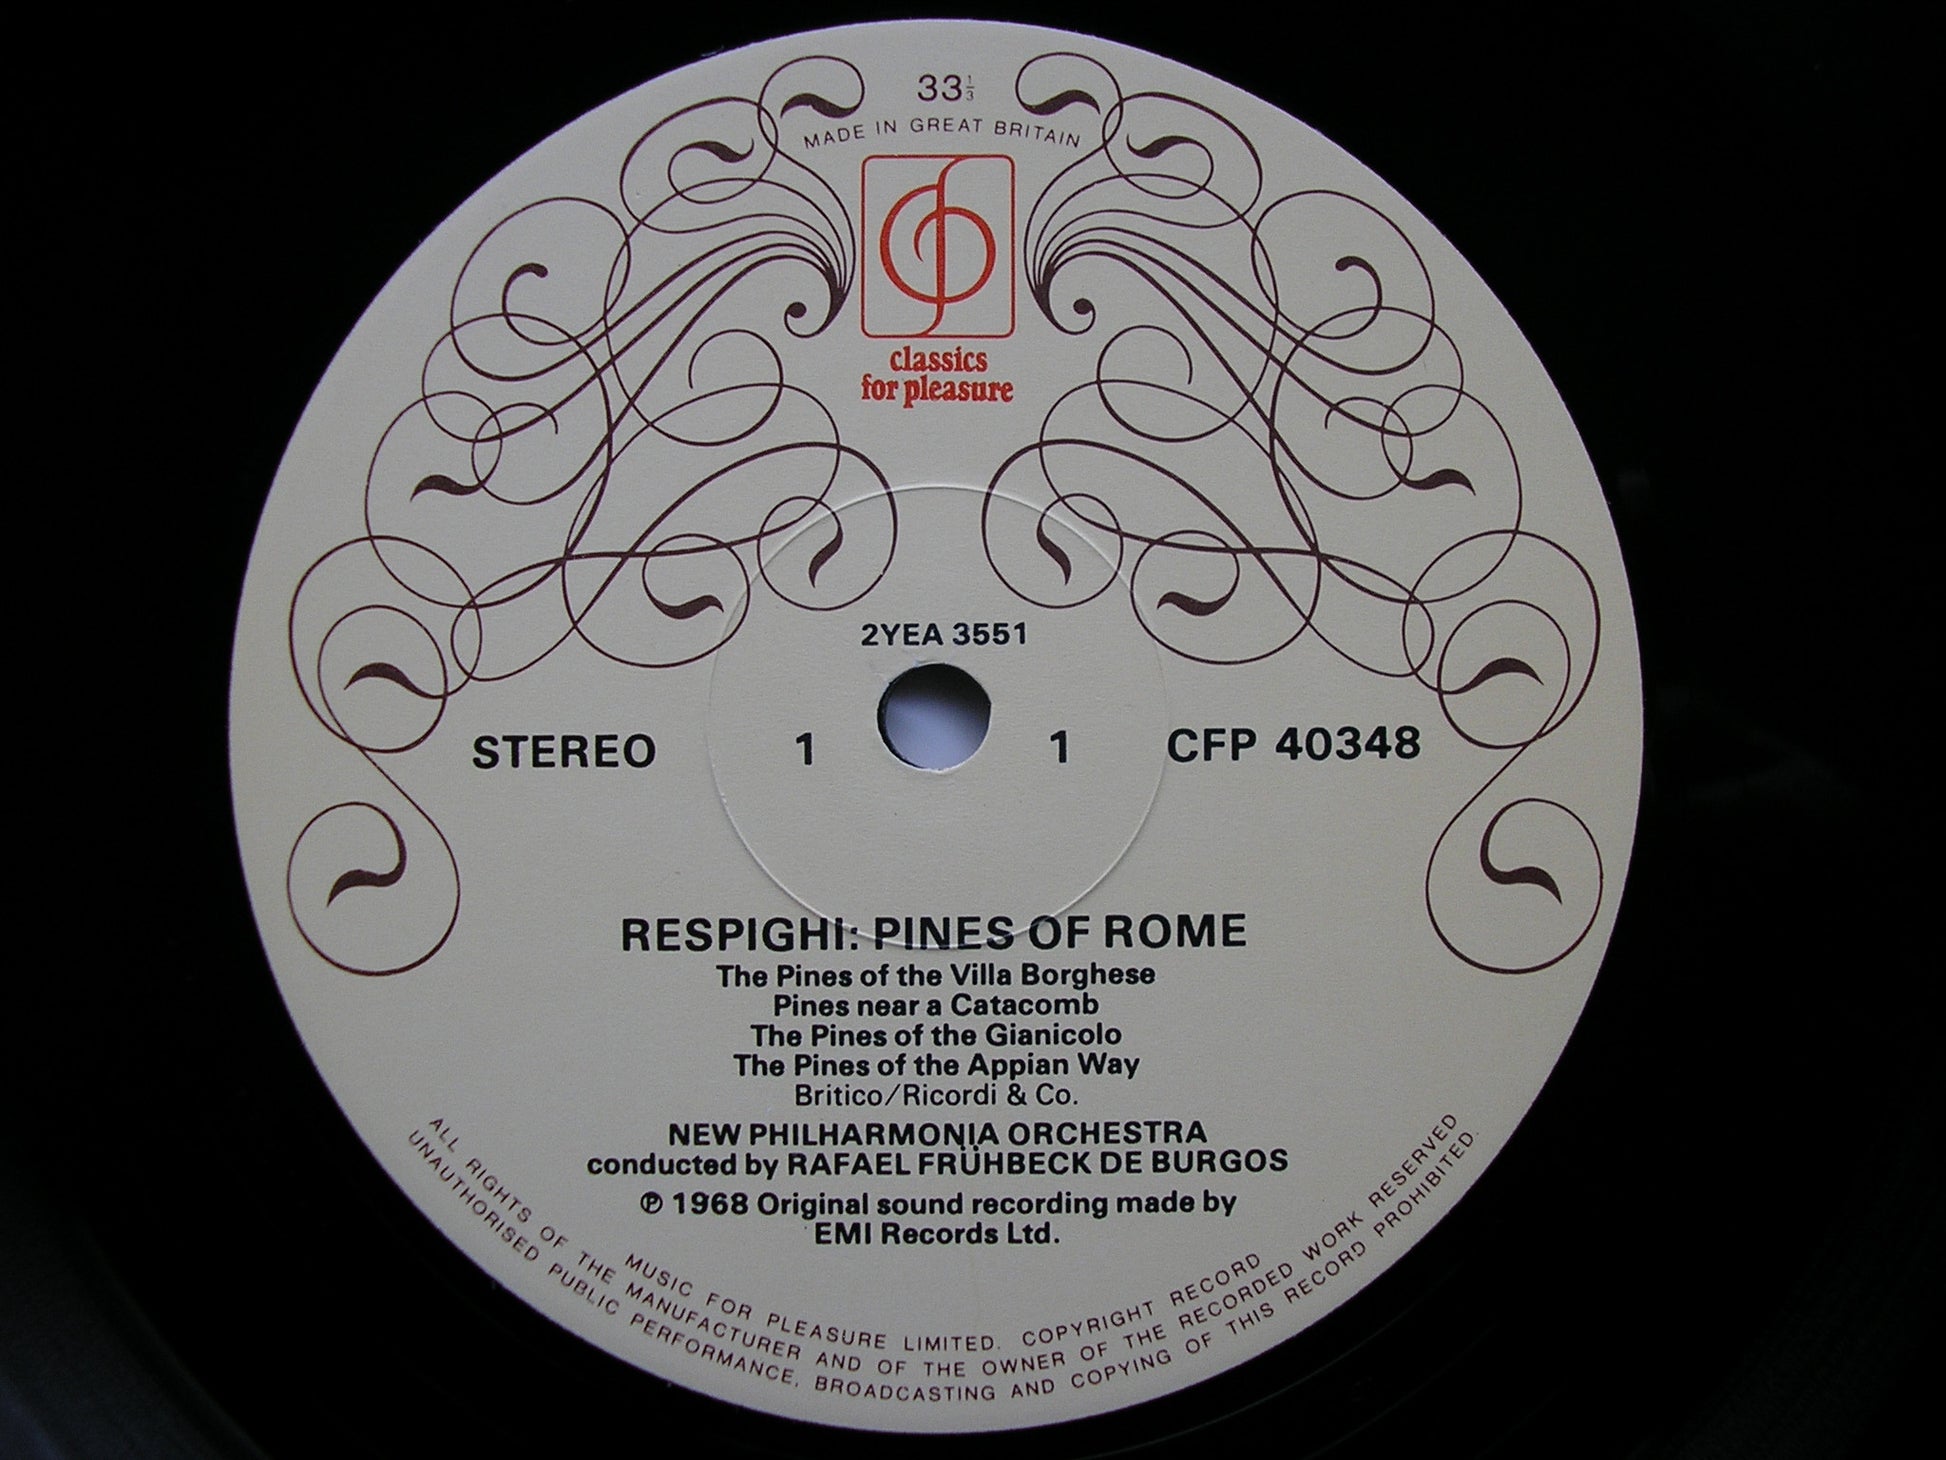 33 1/3
MADE IN GREAT BRITAIN
classics
for pleasure
2YEA 3551
STEREO 1 1 CFP 40348
RESPIGHI: PINES OF ROME
The Pines of the Villa Borghese
Pines near a Catacomb
The Pines of the Gianicolo
The Pines of the Appian Way
Britico/Ricordi & Co.
NEW PHILHARMONIA ORCHESTRA
conducted by RAFAEL FRÜHBECK DE BURGOS
℗ 1968 Original sound recording made by
EMI Records Ltd.
MUSIC FOR PLEASURE LIMITED. COPYRIGHT RECORD
ALL RIGHTS OF THE MANUFACTURER AND OF THE OWNER OF THE RECORDED WORK RESERVED
UNAUTHORISED PUBLIC PERFORMANCE, BROADCASTING AND COPYING OF THIS RECORD PROHIBITED.